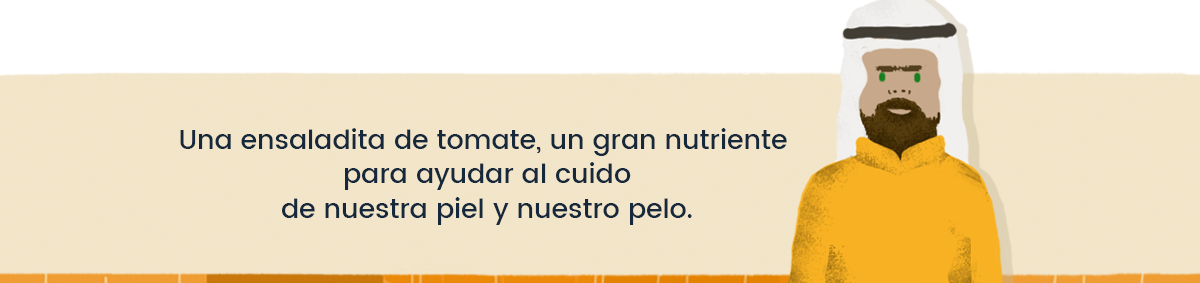 Una ensaladita de tomate, un gran nutriente
para ayudar al cuido
de nuestra piel y nuestro pelo.